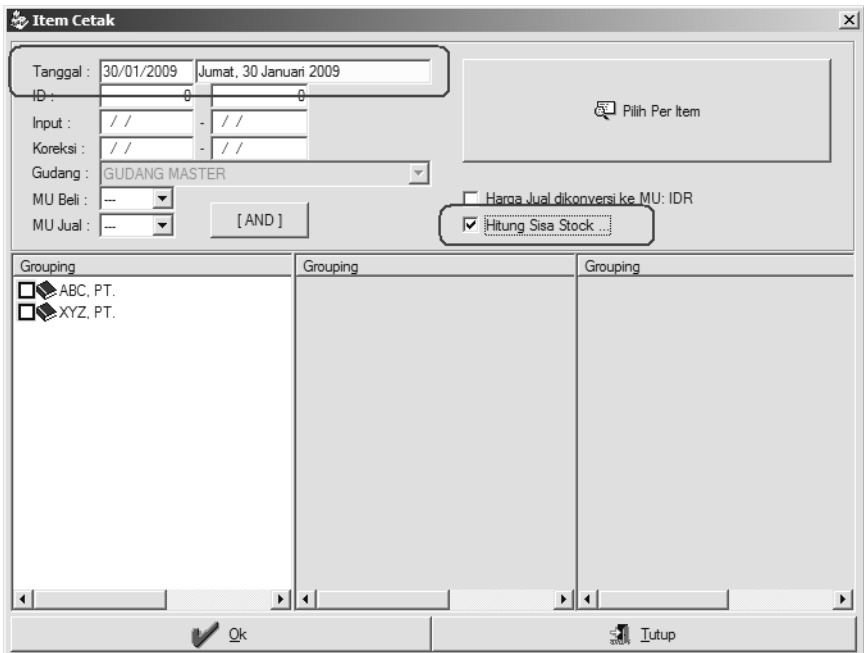 Item Cetak
Tanggal : 30/01/2009 Jumat, 30 Januari 2009
ID : 0 - 0
Input : / / - / /
Koreksi : / / - / /
Gudang : GUDANG MASTER
MU Beli : ---
MU Jual : ---
[ AND ]
Pilih Per Item
Harga Jual dikonversi ke MU: IDR
Hitung Sisa Stock ...
Grouping Grouping Grouping
ABC, PT.
XYZ, PT.
Ok Tutup